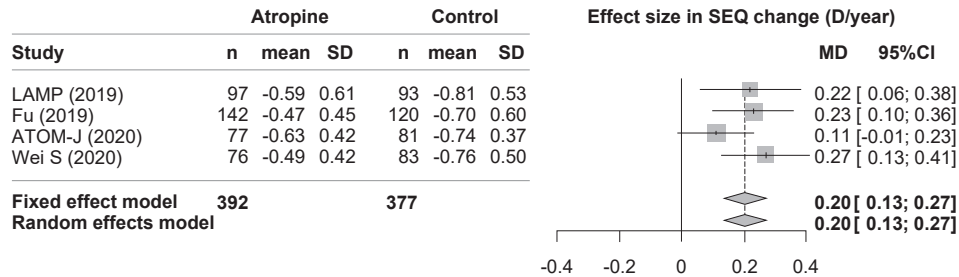 Atropine Control Effect size in SEQ change (D/year)
Study n mean SD n mean SD MD 95%CI
LAMP (2019) 97 -0.59 0.61 93 -0.81 0.53 0.22 [ 0.06; 0.38]
Fu (2019) 142 -0.47 0.45 120 -0.70 0.60 0.23 [ 0.10; 0.36]
ATOM-J (2020) 77 -0.63 0.42 81 -0.74 0.37 0.11 [-0.01; 0.23]
Wei S (2020) 76 -0.49 0.42 83 -0.76 0.50 0.27 [ 0.13; 0.41]
Fixed effect model 392 377 0.20 [ 0.13; 0.27]
Random effects model 0.20 [ 0.13; 0.27]
-0.4 -0.2 0 0.2 0.4